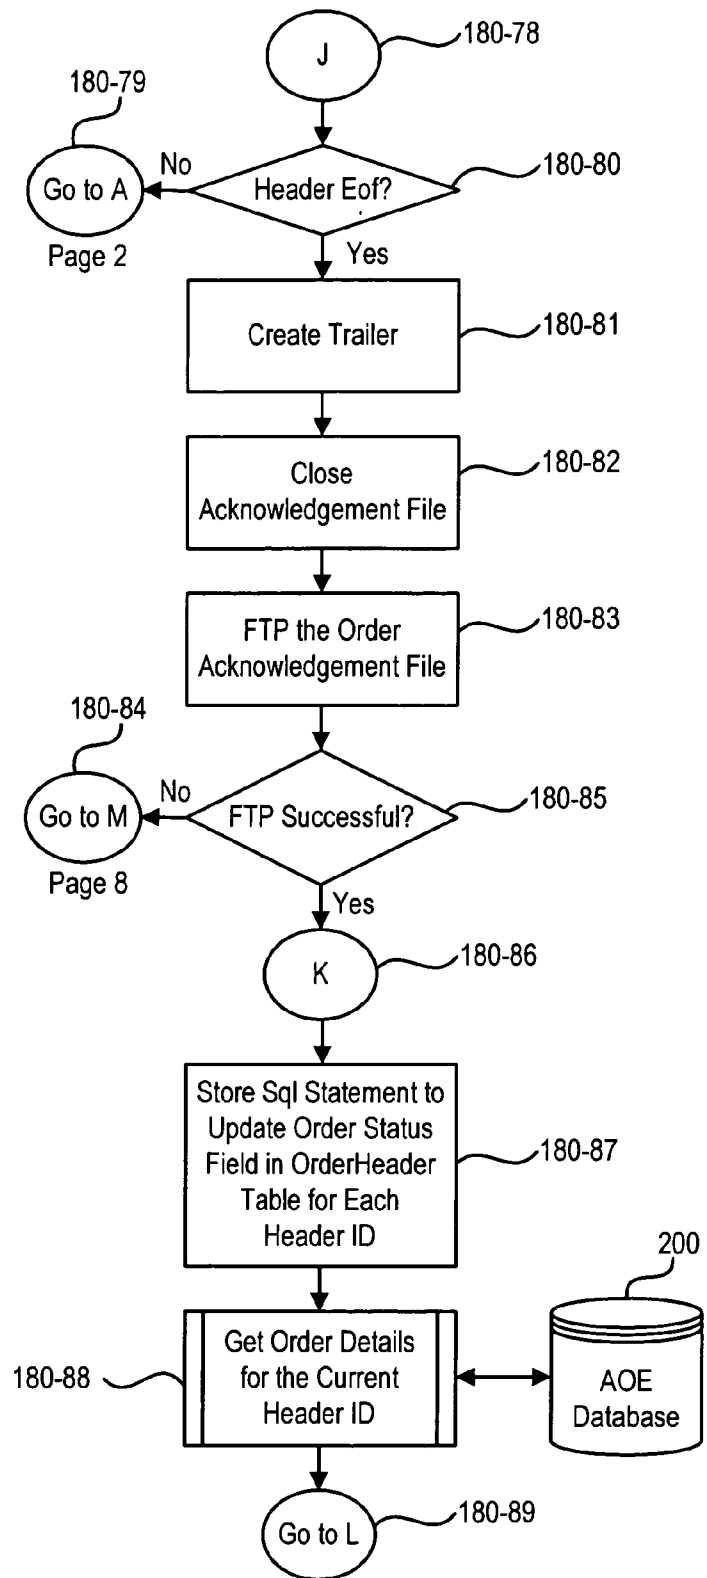 J
180-78
180-79
No
Go to A
Page 2
Header Eof?
180-80
Yes
Create Trailer
180-81
Close
Acknowledgement File
180-82
FTP the Order
Acknowledgement File
180-83
180-84
No
Go to M
Page 8
FTP Successful?
180-85
Yes
K
180-86
Store Sql Statement to
Update Order Status
Field in OrderHeader
Table for Each
Header ID
180-87
200
180-88
Get Order Details
for the Current
Header ID
AOE
Database
Go to L
180-89